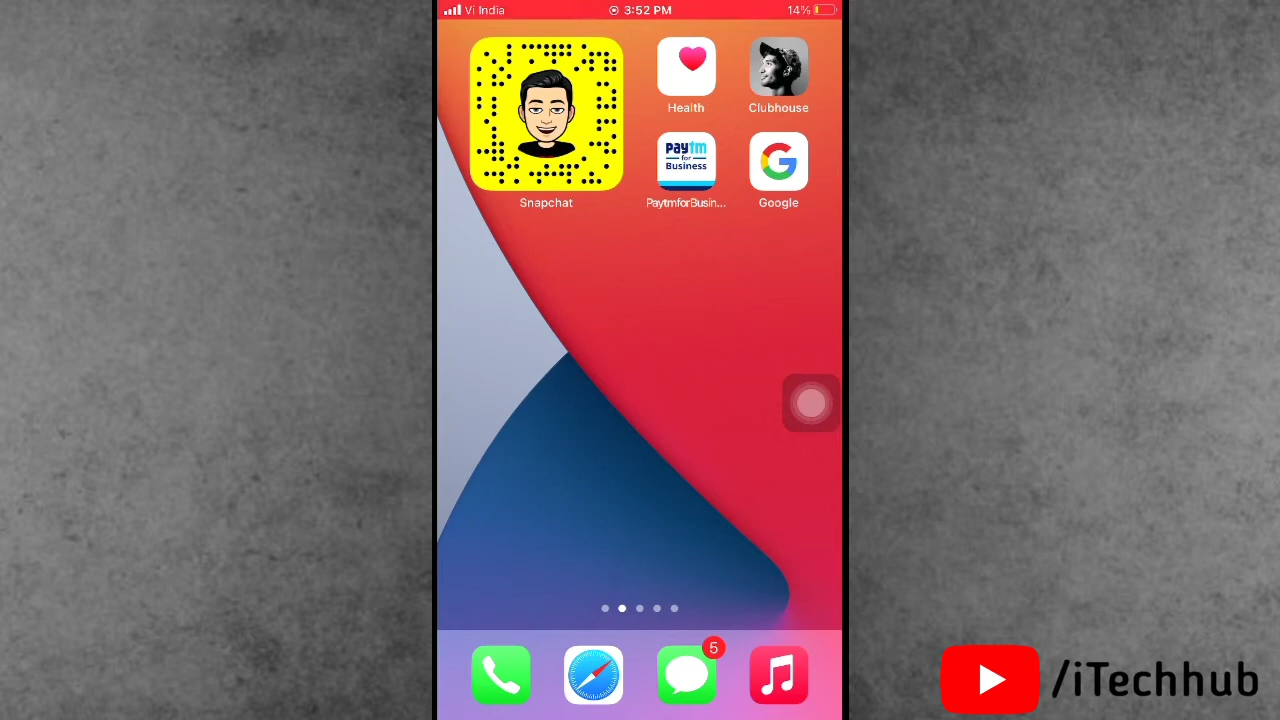 Vi India
3:52 PM
14%
Snapchat
Health
Clubhouse
paytm
for
Business
PaytmforBusin...
G
Google
5
/iTechhub